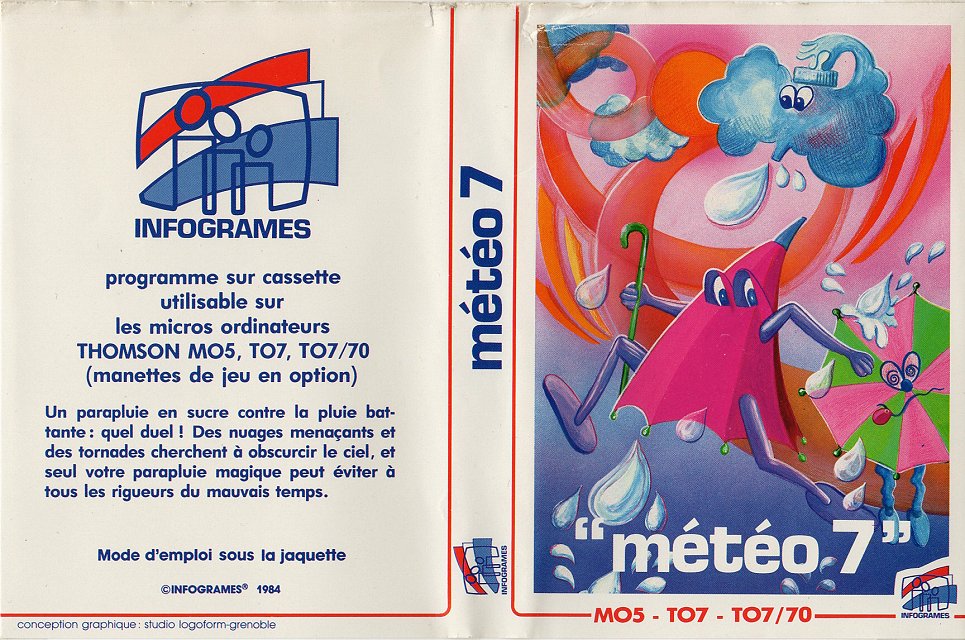 INFOGRAMES
programme sur cassette
utilisable sur
les micros ordinateurs
THOMSON MO5, TO7, TO7/70
(manettes de jeu en option)
Un parapluie en sucre contre la pluie bat-
tante : quel duel ! Des nuages menaçants et
des tornades cherchent à obscurcir le ciel, et
seul votre parapluie magique peut éviter à
tous les rigueurs du mauvais temps.
Mode d'emploi sous la jaquette
©INFOGRAMES® 1984
conception graphique : studio logoform-grenoble
météo 7
INFOGRAMES
“météo 7”
INFOGRAMES
MO5 - TO7 - TO7/70